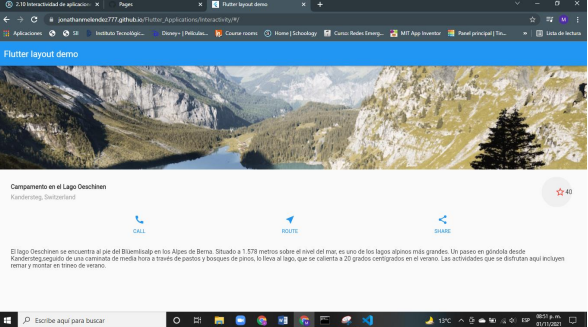 2.10 Interactividad de aplicacion
Pages
Flutter layout demo
jonathanmelendez777.github.io/Flutter_Applications/Interactivity/#/
M
Aplicaciones
SII
Instituto Tecnológic...
Disney+ | Películas...
Course rooms
Home | Schoology
Curso: Redes Emerg...
MIT App Inventor
Panel principal | Tin...
»
Lista de lectura
Flutter layout demo
Campamento en el Lago Oeschinen
Kandersteg, Switzerland
40
CALL
ROUTE
SHARE
El lago Oeschinen se encuentra al pie del Blüemlisalp en los Alpes de Berna. Situado a 1 578 metros sobre el nivel del mar, es uno de los lagos alpinos más grandes. Un paseo en góndola desde
Kandersteg,seguido de una caminata de media hora a través de pastos y bosques de pinos, lo lleva al lago, que se calienta a 20 grados centígrados en el verano. Las actividades que se disfrutan aquí incluyen
remar y montar en trineo de verano.
Escribe aquí para buscar
13°C
ESP
08:51 p. m.
01/11/2021